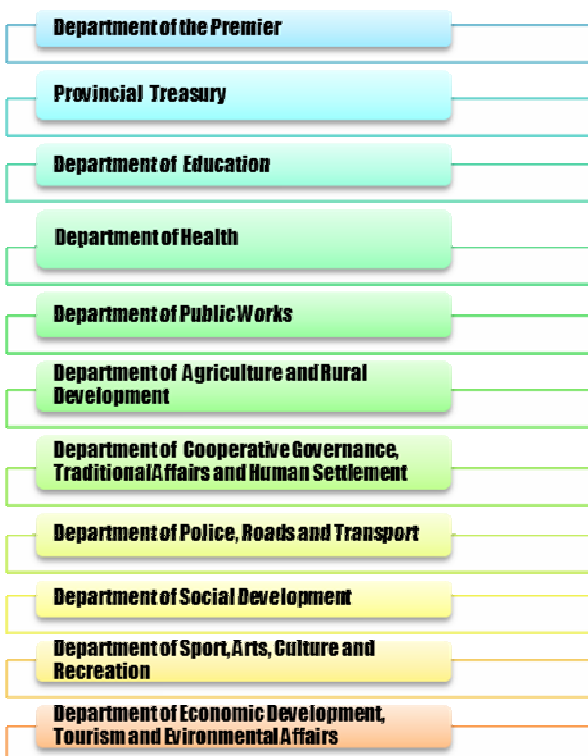 Department of the Premier
Provincial Treasury
Department of Education
Department of Health
Department of Public Works
Department of Agriculture and Rural
Development
Department of Cooperative Governance,
Traditional Affairs and Human Settlement
Department of Police, Roads and Transport
Department of Social Development
Department of Sport, Arts, Culture and
Recreation
Department of Economic Development,
Tourism and Evironmental Affairs